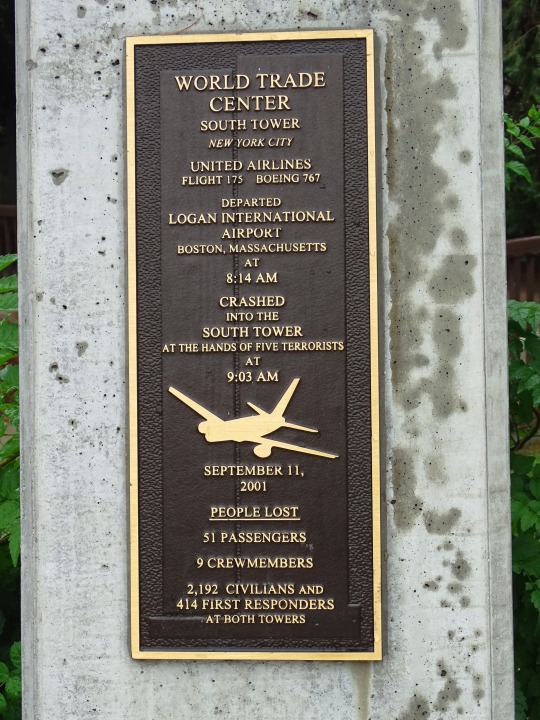 WORLD TRADE
CENTER
SOUTH TOWER
NEW YORK CITY
UNITED AIRLINES
FLIGHT 175 BOEING 767
DEPARTED
LOGAN INTERNATIONAL
AIRPORT
BOSTON, MASSACHUSETTS
AT
8:14 AM
CRASHED
INTO THE
SOUTH TOWER
AT THE HANDS OF FIVE TERRORISTS
AT
9:03 AM
SEPTEMBER 11,
2001
PEOPLE LOST
51 PASSENGERS
9 CREWMEMBERS
2,192 CIVILIANS AND
414 FIRST RESPONDERS
AT BOTH TOWERS